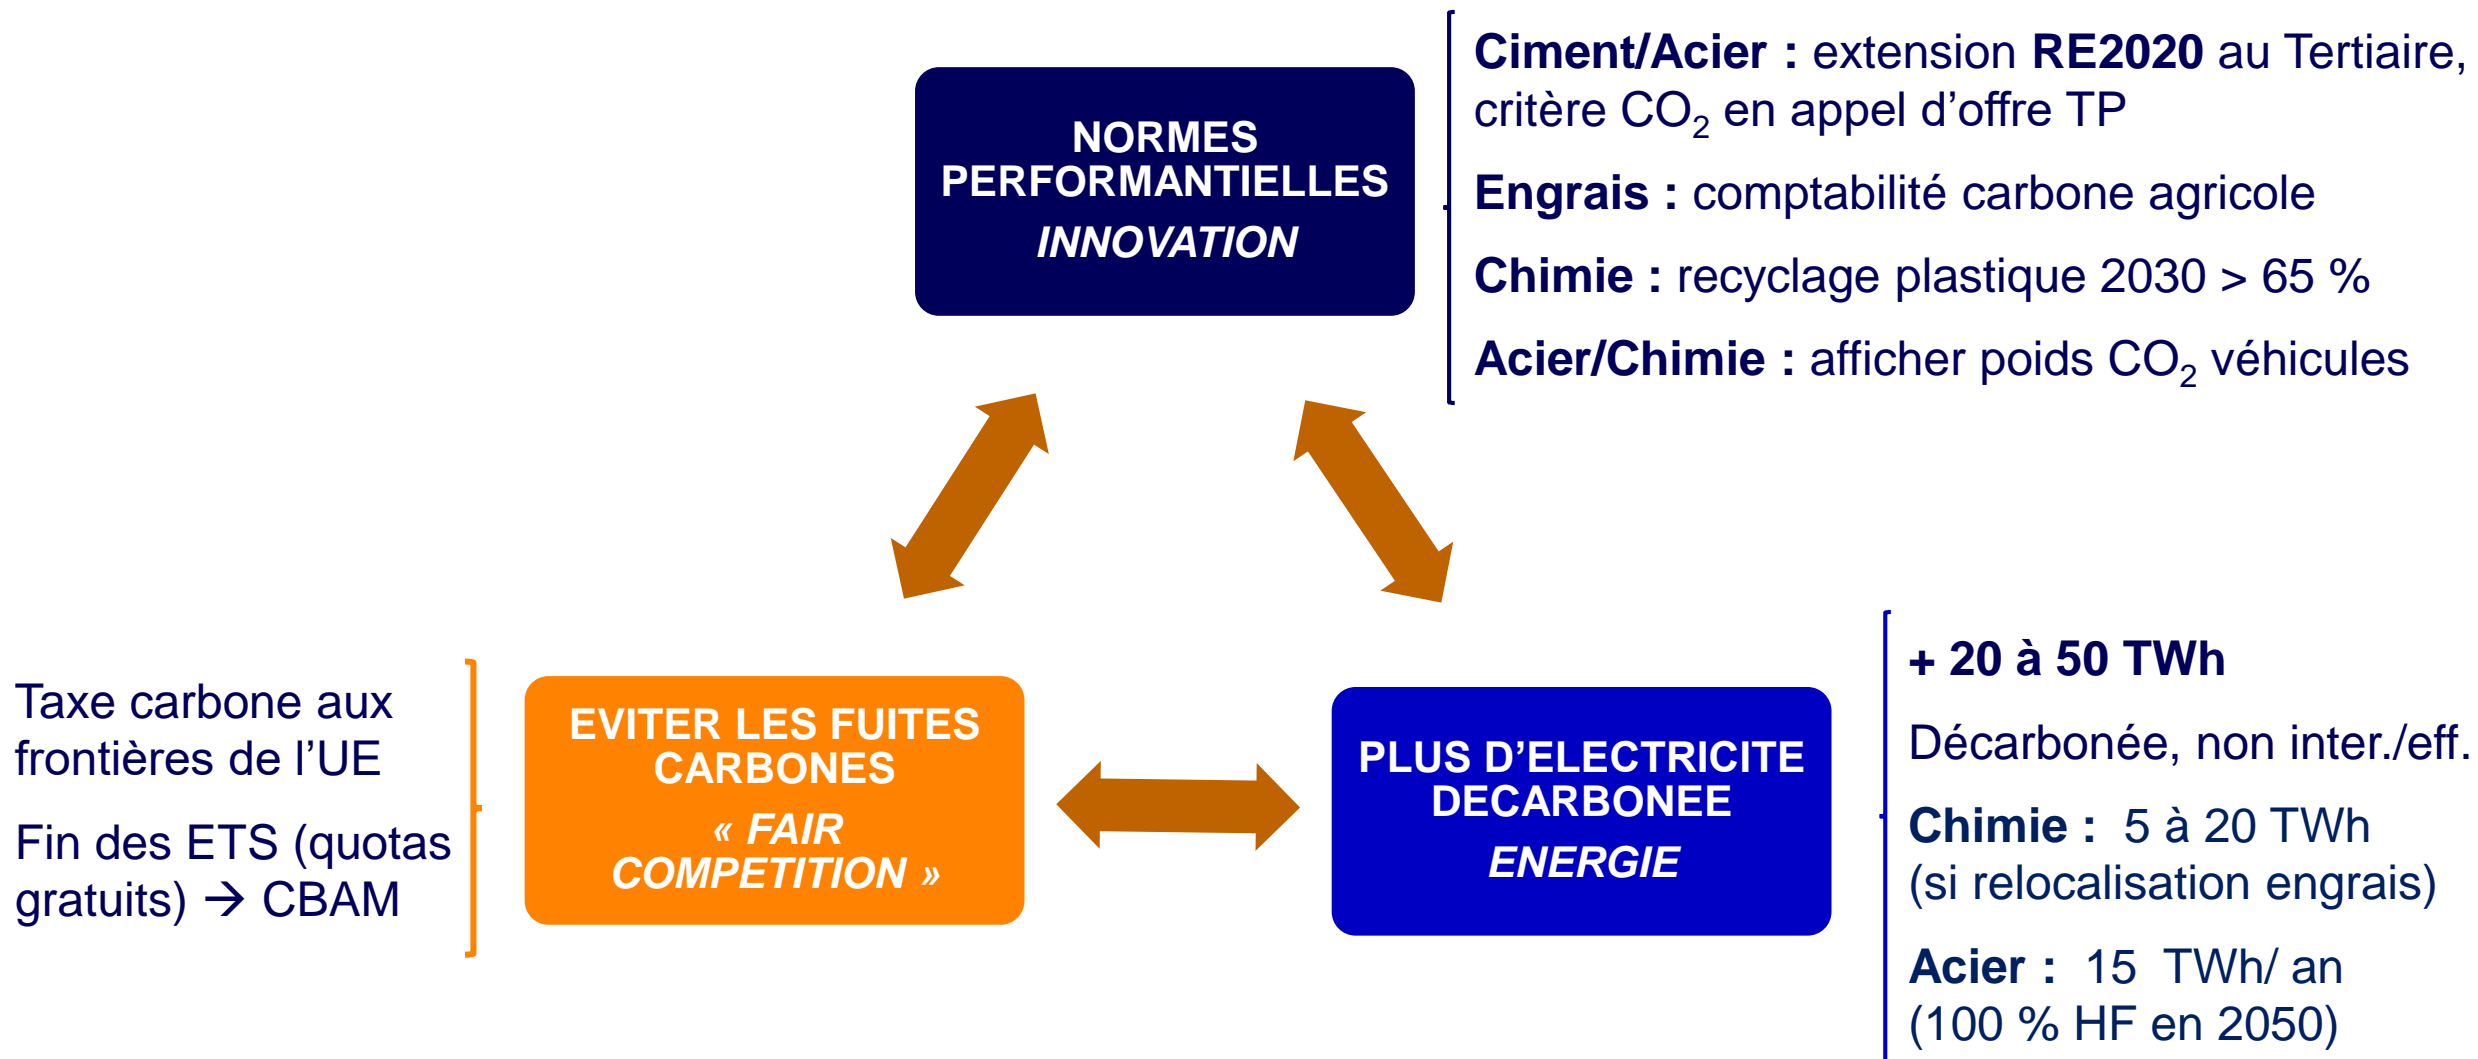 NORMES
PERFORMANTIELLES
INNOVATION
Ciment/Acier : extension RE2020 au Tertiaire,
critère CO₂ en appel d’offre TP
Engrais : comptabilité carbone agricole
Chimie : recyclage plastique 2030 > 65 %
Acier/Chimie : afficher poids CO₂ véhicules
Taxe carbone aux
frontières de l’UE
Fin des ETS (quotas
gratuits) → CBAM
EVITER LES FUITES
CARBONES
« FAIR
COMPETITION »
PLUS D’ELECTRICITE
DECARBONEE
ENERGIE
+ 20 à 50 TWh
Décarbonée, non inter./eff.
Chimie : 5 à 20 TWh
(si relocalisation engrais)
Acier : 15 TWh/ an
(100 % HF en 2050)